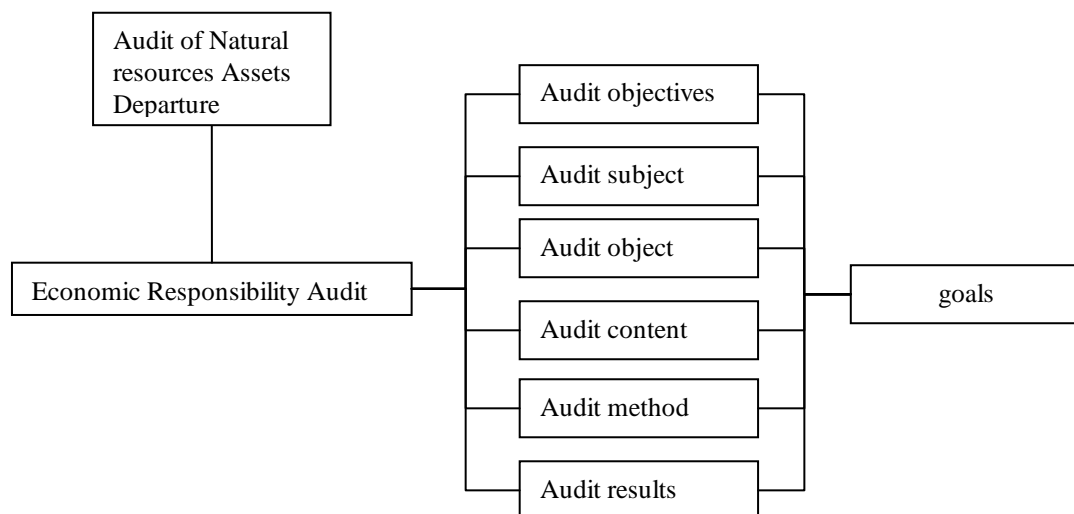 Audit of Natural
resources Assets
Departure
Audit objectives
Audit subject
Audit object
Economic Responsibility Audit
goals
Audit content
Audit method
Audit results